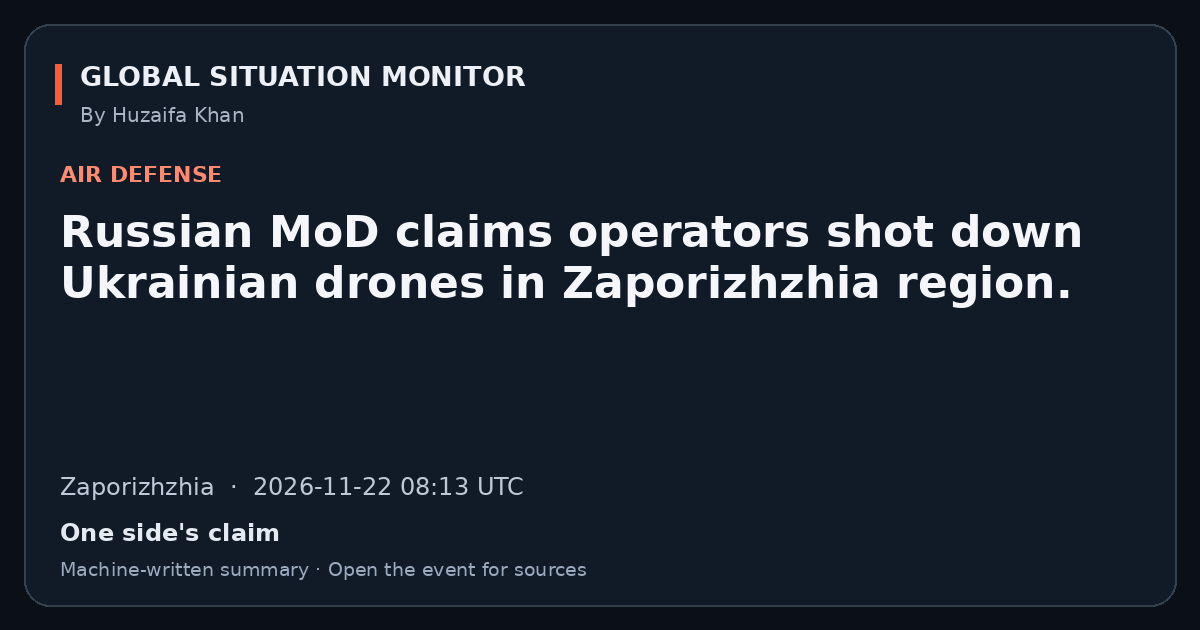 GLOBAL SITUATION MONITOR
By Huzaifa Khan
AIR DEFENSE
Russian MoD claims operators shot down
Ukrainian drones in Zaporizhzhia region.
Zaporizhzhia · 2026-11-22 08:13 UTC
One side's claim
Machine-written summary · Open the event for sources